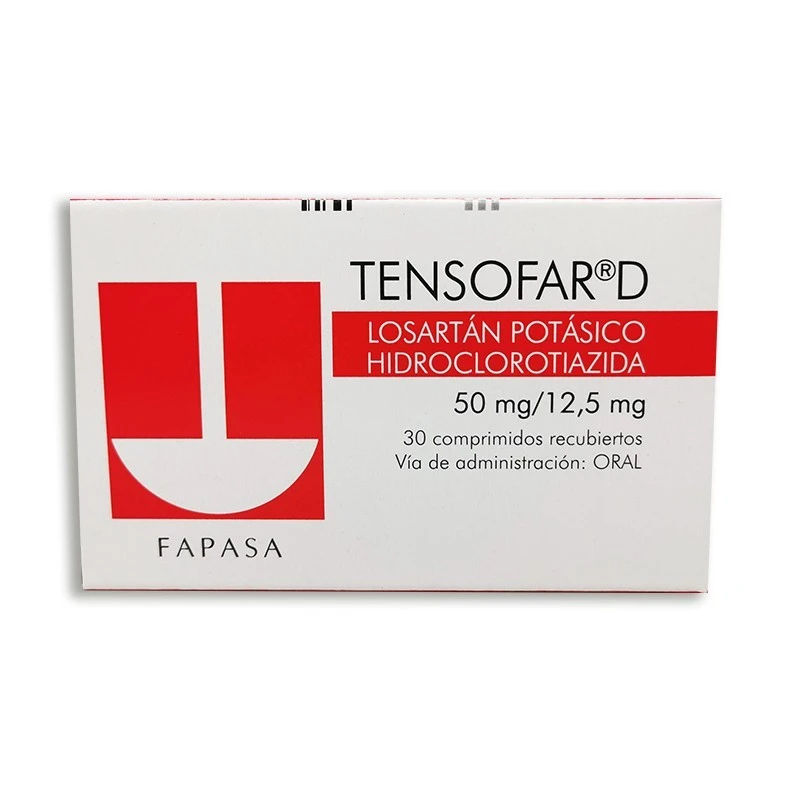 TENSOFAR®D
LOSARTÁN POTÁSICO
HIDROCLOROTIAZIDA
50 mg/12,5 mg
30 comprimidos recubiertos
Vía de administración: ORAL
FAPASA